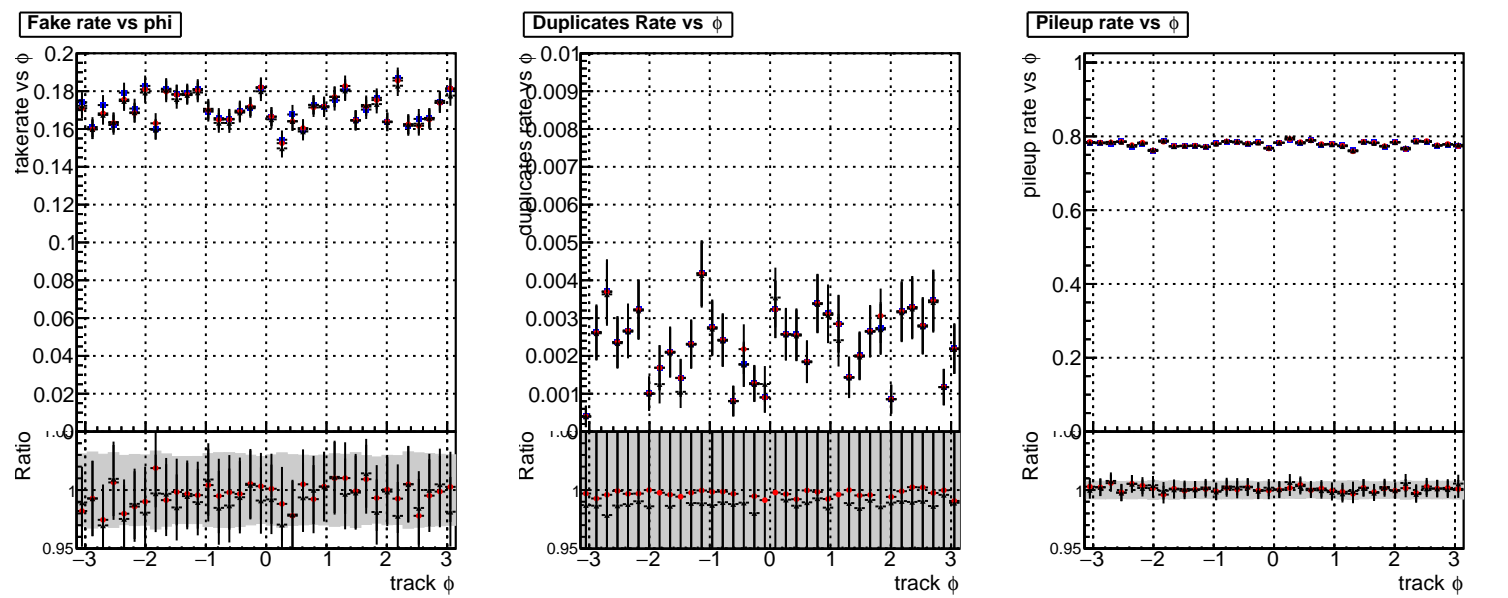 Fake rate vs phi
fakerate vs ϕ
0.2
0.18
0.16
0.14
0.12
0.1
0.08
0.06
0.04
0.02
0
Ratio
1
0.95
−3 −2 −1 0 1 2 3
track ϕ
Duplicates Rate vs ϕ
duplicates rate vs ϕ
0.01
0.009
0.008
0.007
0.006
0.005
0.004
0.003
0.002
0.001
0
Ratio
1
0.95
−3 −2 −1 0 1 2 3
track ϕ
Pileup rate vs ϕ
pileup rate vs ϕ
1
0.8
0.6
0.4
0.2
0
Ratio
1
0.95
−3 −2 −1 0 1 2 3
track ϕ